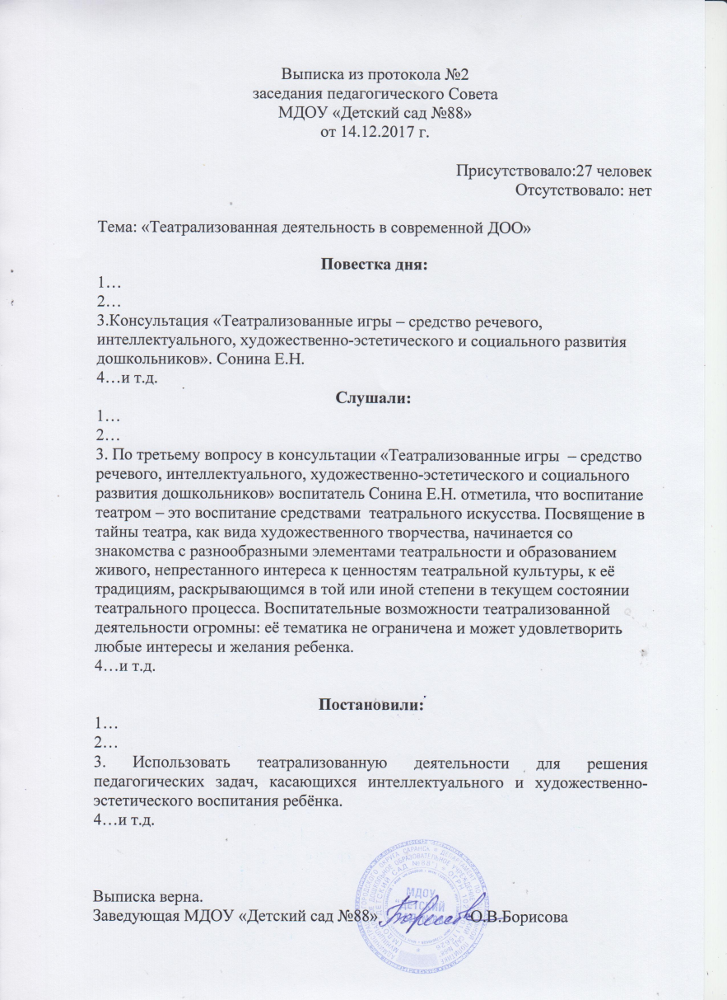 Выписка из протокола №2
заседания педагогического Совета
МДОУ «Детский сад №88»
от 14.12.2017 г.
Присутствовало:27 человек
Отсутствовало: нет
Тема: «Театрализованная деятельность в современной ДОО»
Повестка дня:
1…
2…
3.Консультация «Театрализованные игры – средство речевого,
интеллектуального, художественно-эстетического и социального развития
дошкольников». Сонина Е.Н.
4…и т.д.
Слушали:
1…
2…
3. По третьему вопросу в консультации «Театрализованные игры – средство
речевого, интеллектуального, художественно-эстетического и социального
развития дошкольников» воспитатель Сонина Е.Н. отметила, что воспитание
театром – это воспитание средствами театрального искусства. Посвящение в
тайны театра, как вида художественного творчества, начинается со
знакомства с разнообразными элементами театральности и образованием
живого, непрестанного интереса к ценностям театральной культуры, к её
традициям, раскрывающимся в той или иной степени в текущем состоянии
театрального процесса. Воспитательные возможности театрализованной
деятельности огромны: её тематика не ограничена и может удовлетворить
любые интересы и желания ребенка.
4…и т.д.
Постановили:
1…
2…
3. Использовать театрализованную деятельности для решения
педагогических задач, касающихся интеллектуального и художественно-
эстетического воспитания ребёнка.
4…и т.д.
Выписка верна.
Заведующая МДОУ «Детский сад №88» О.В.Борисова
МДОУ
"ДЕТСКИЙ